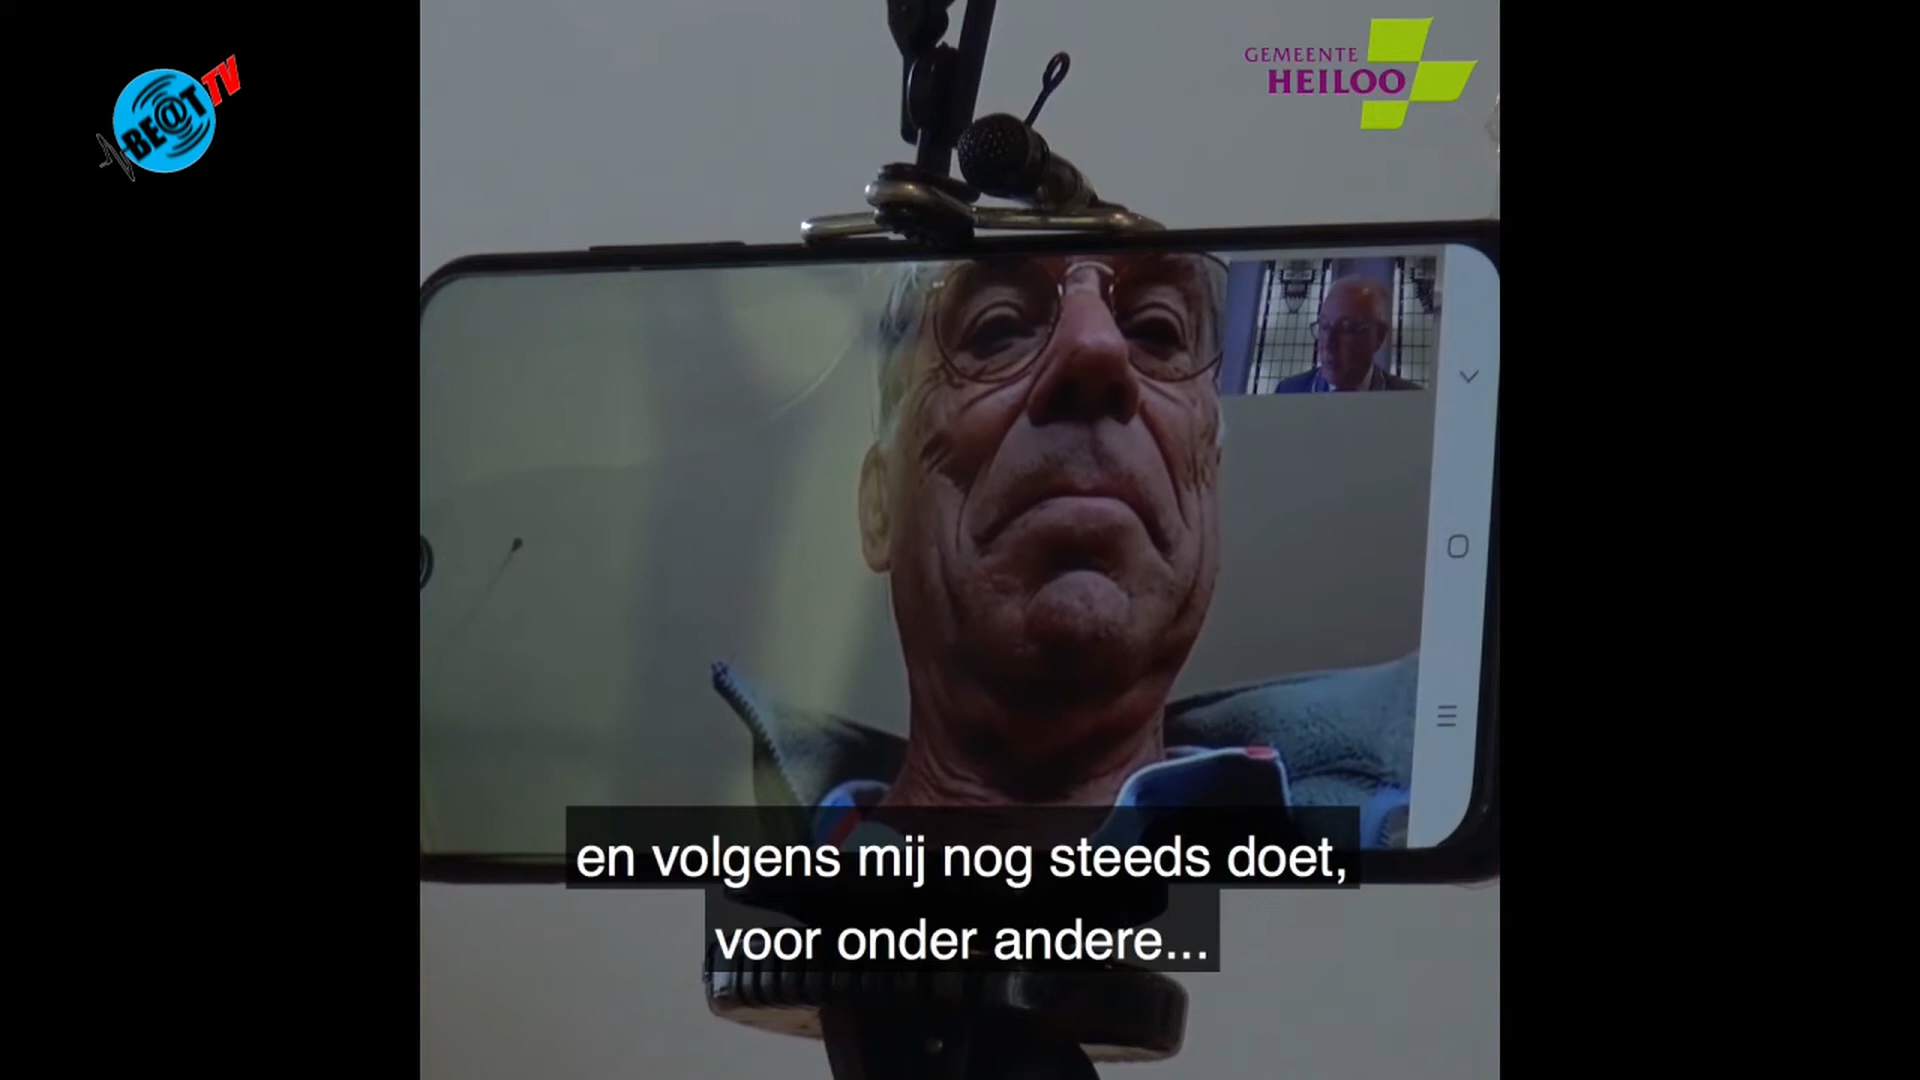 BE@T TV
GEMEENTE
HEILOO
en volgens mij nog steeds doet,
voor onder andere...